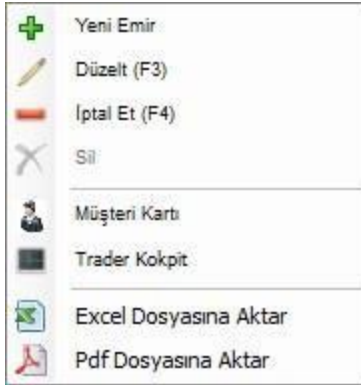 Yeni Emir
Düzelt (F3)
İptal Et (F4)
Sil
Müşteri Kartı
Trader Kokpit
Excel Dosyasına Aktar
Pdf Dosyasına Aktar